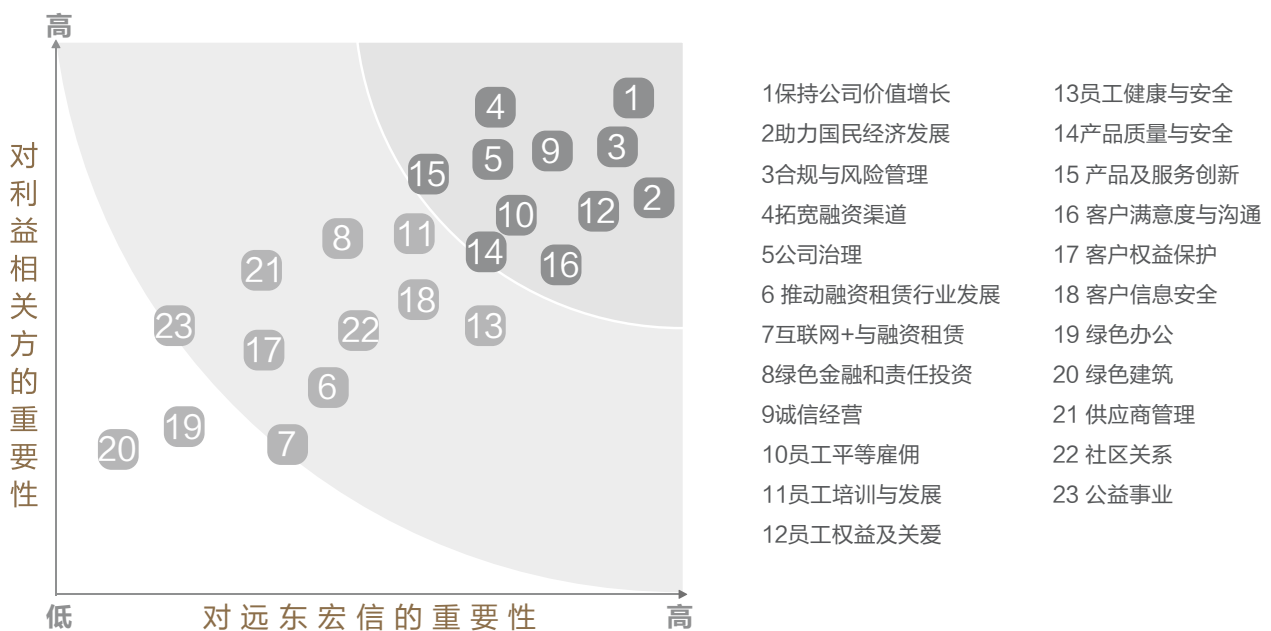 高
对利益相关方的重要性
4
1
5
9
3
15
2
10
12
8
11
14
16
21
18
23
22
13
17
6
19
7
20
低
对远东宏信的重要性
高
1保持公司价值增长
2助力国民经济发展
3合规与风险管理
4拓宽融资渠道
5公司治理
6 推动融资租赁行业发展
7互联网+与融资租赁
8绿色金融和责任投资
9诚信经营
10员工平等雇佣
11员工培训与发展
12员工权益及关爱
13员工健康与安全
14产品质量与安全
15 产品及服务创新
16 客户满意度与沟通
17 客户权益保护
18 客户信息安全
19 绿色办公
20 绿色建筑
21 供应商管理
22 社区关系
23 公益事业